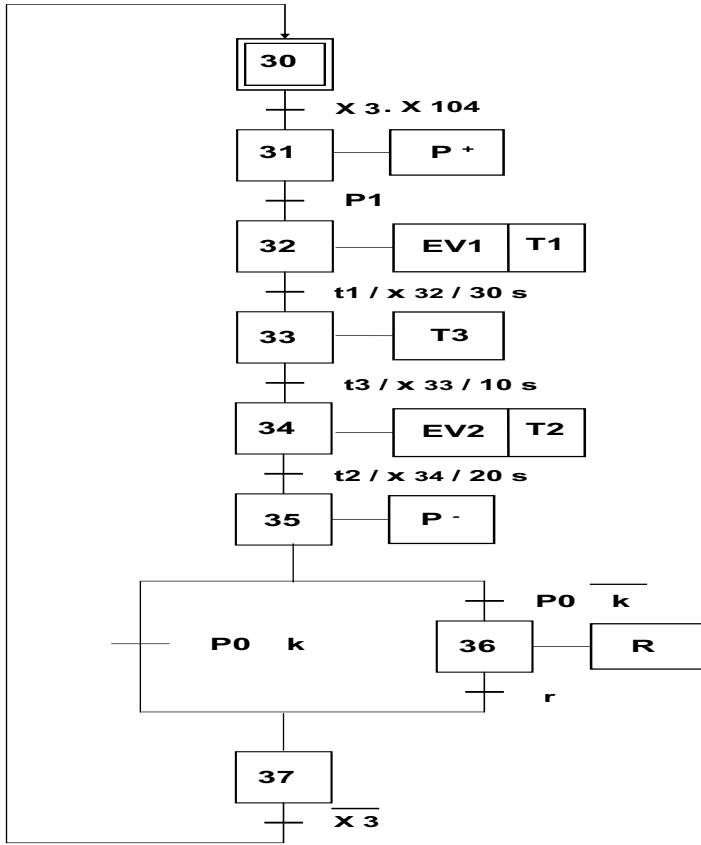 30
X 3. X 104
31 P +
P1
32 EV1 T1
t1 / x 32 / 30 s
33 T3
t3 / x 33 / 10 s
34 EV2 T2
t2 / x 34 / 20 s
35 P -
P0 k̅
P0 k 36 R
r
37
X̅ ̅3̅